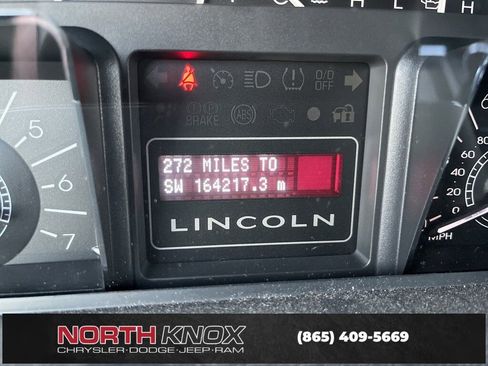 H L H
O/D
OFF
BRAKE
ABS
5
6
7
272 MILES TO
SW 164217.3 m
LINCOLN
80
60
40
20
0
MPH
NORTH KNOX
CHRYSLER • DODGE • JEEP • RAM
(865) 409-5669